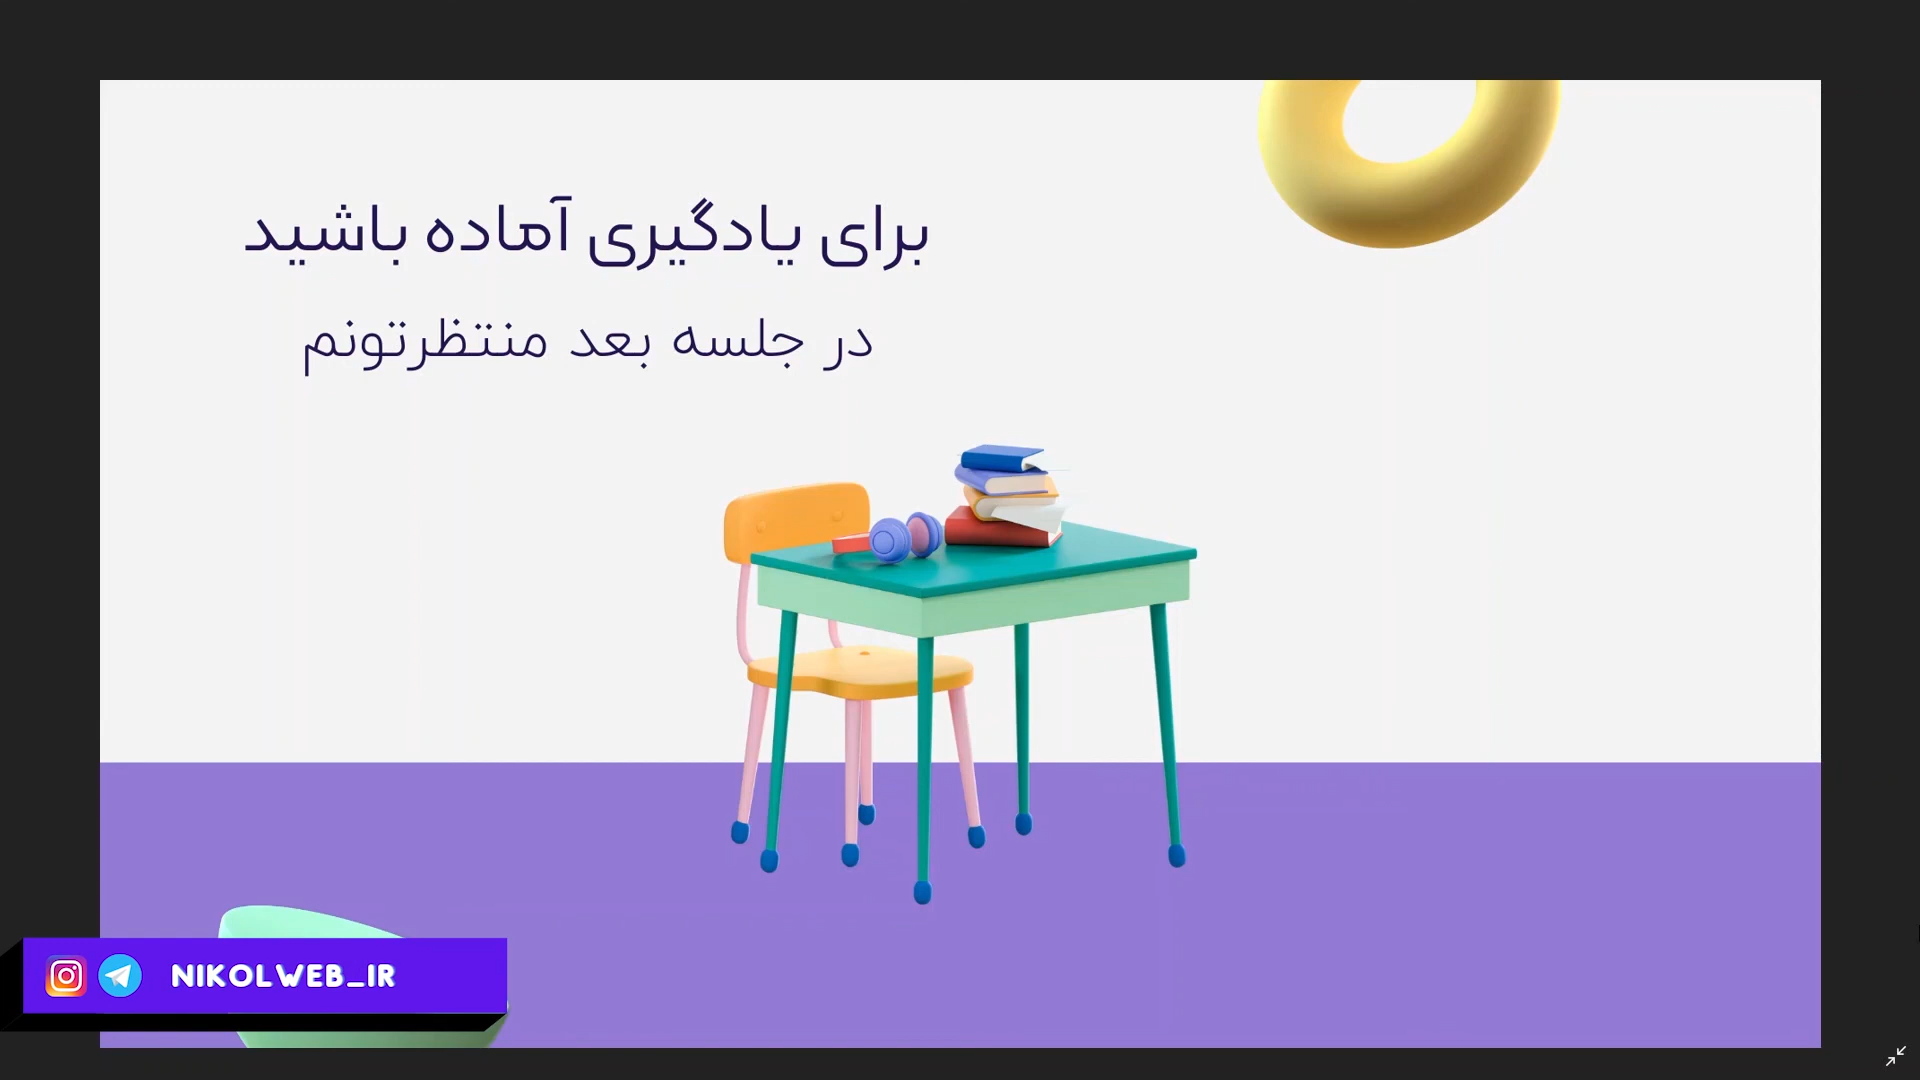 برای یادگیری آماده باشید
در جلسه بعد منتظرتونم
NIKOLWEB_IR